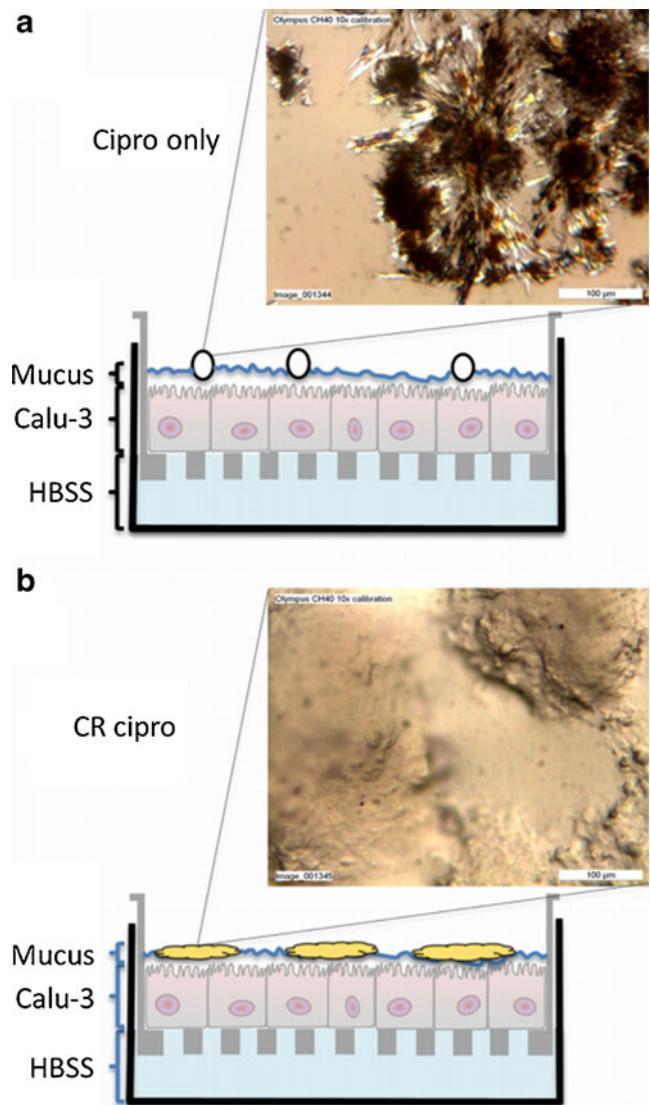 a
Olympus CH40 10x calibration
Cipro only
Image_001344
100 μm
Mucus
Calu-3
HBSS
b
Olympus CH40 10x calibration
CR cipro
Image_001345
100 μm
Mucus
Calu-3
HBSS